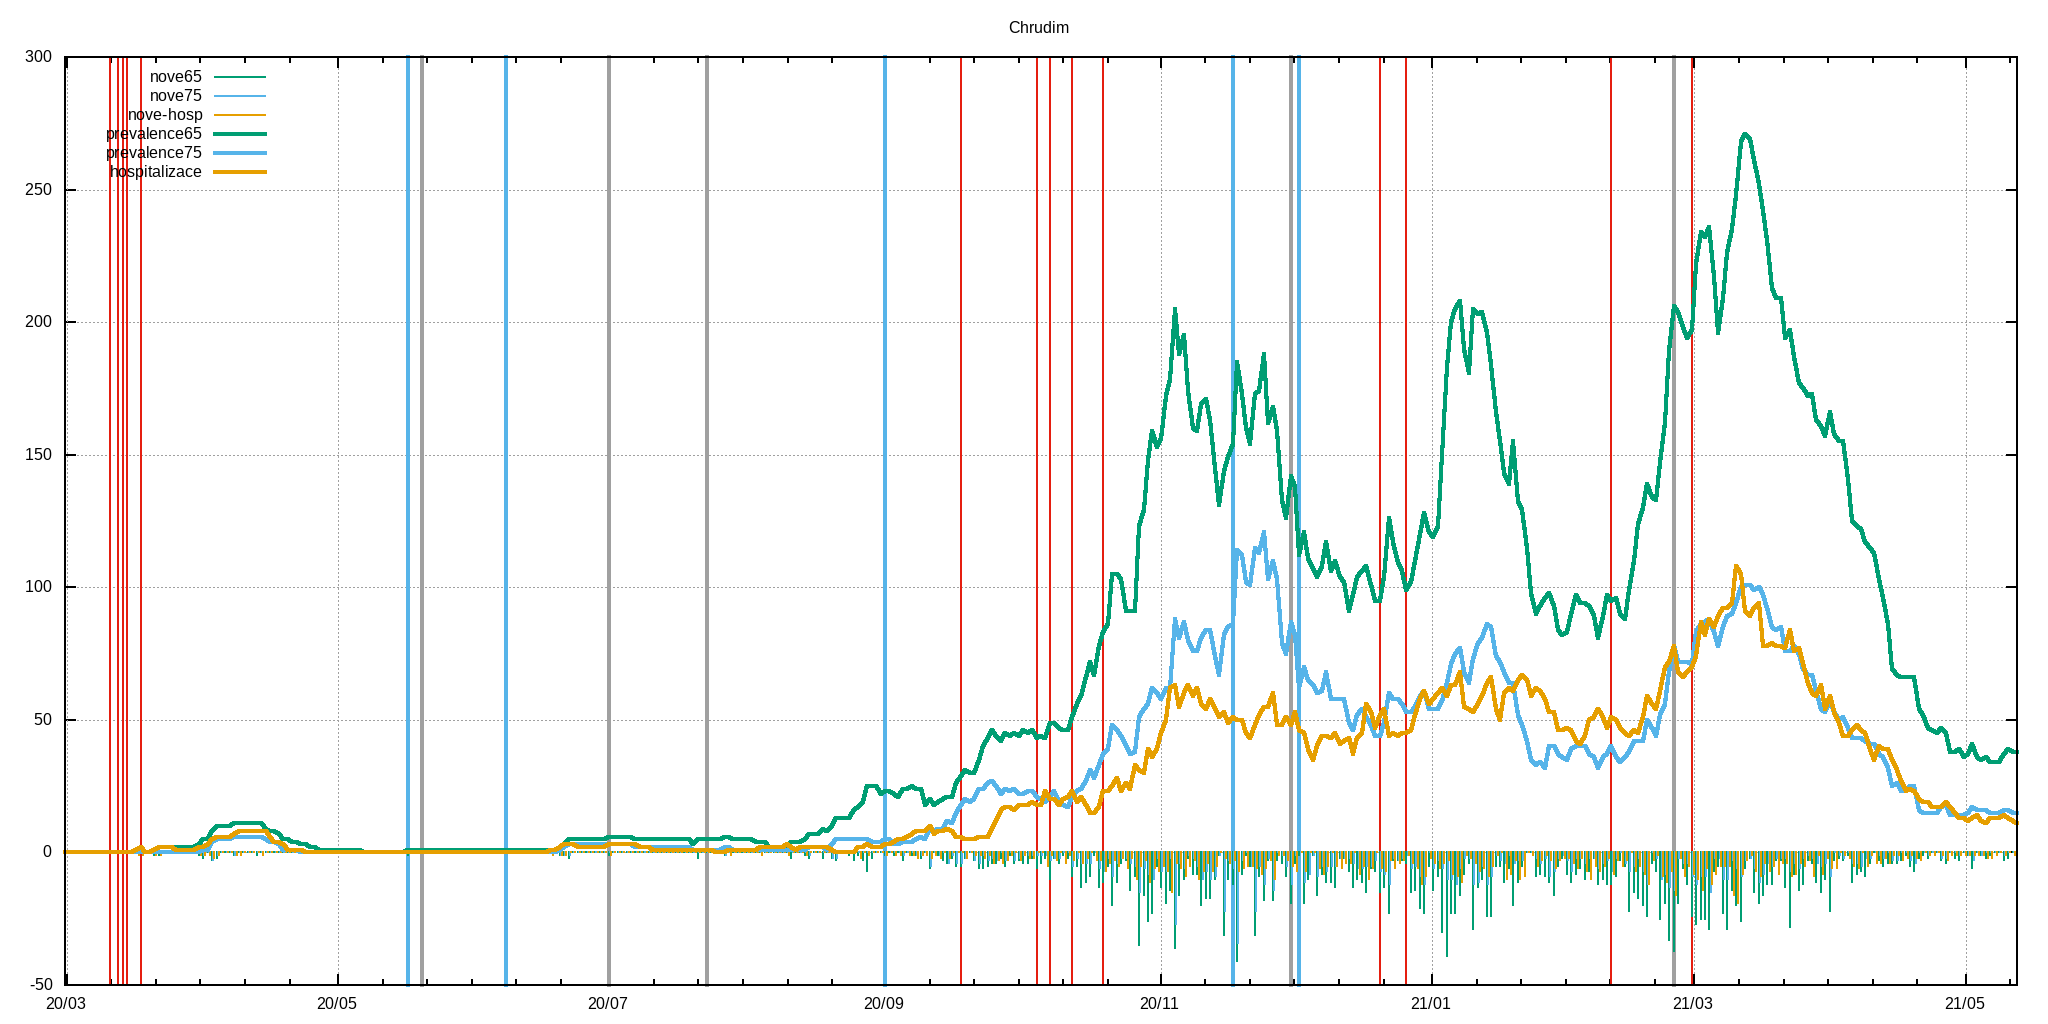 Chrudim
300
250
200
150
100
50
0
-50
nove65
nove75
nove-hosp
prevalence65
prevalence75
hospitalizace
20/03 20/05 20/07 20/09 20/11 21/01 21/03 21/05